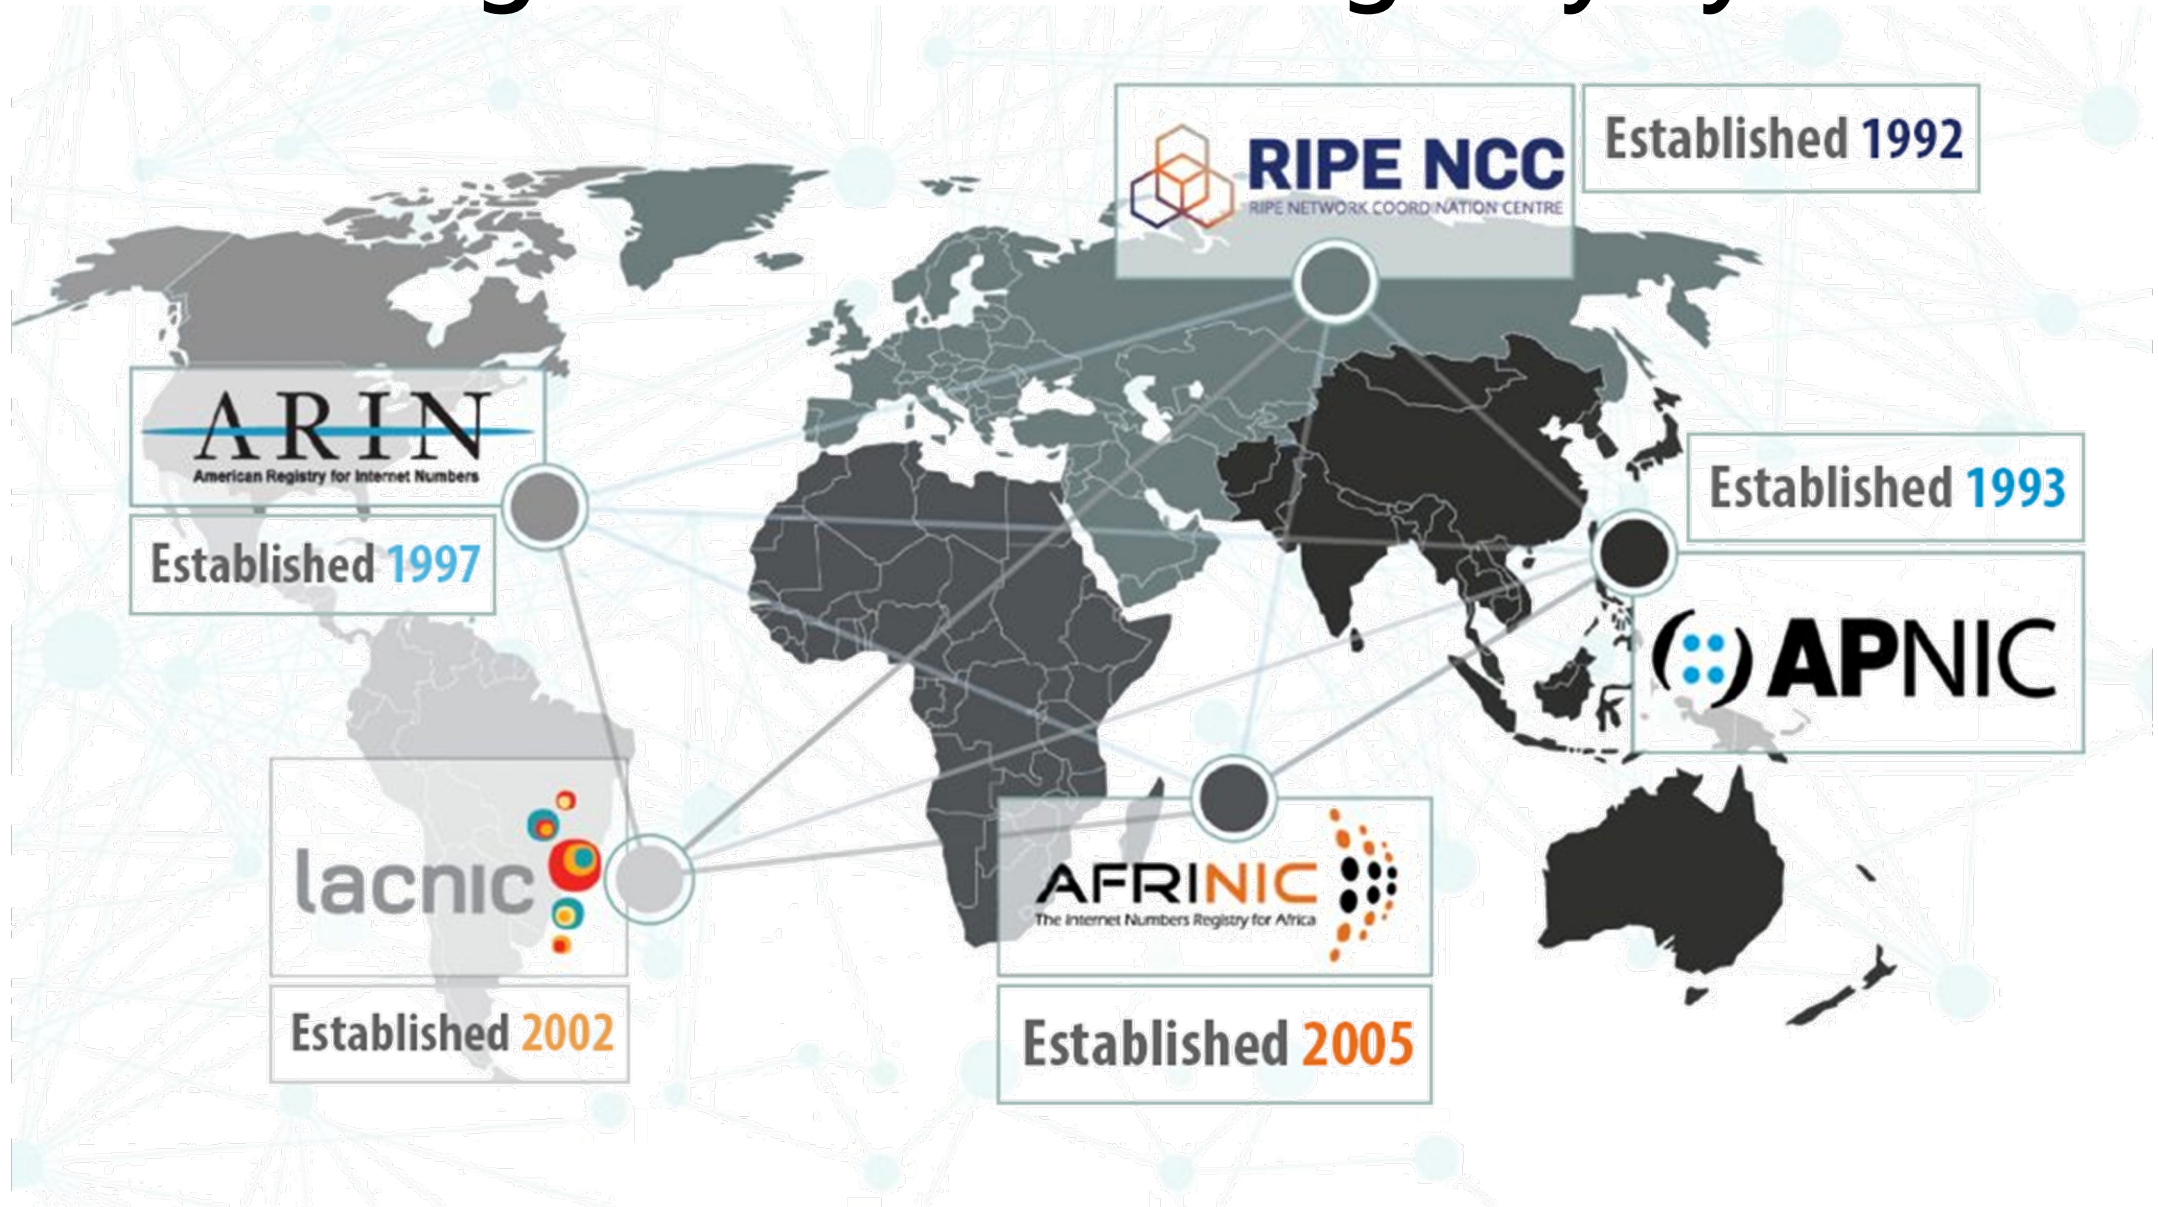 RIPE NCC
RIPE NETWORK COORDINATION CENTRE
Established 1992
ARIN
American Registry for Internet Numbers
Established 1997
Established 1993
APNIC
lacnic
Established 2002
AFRINIC
The Internet Numbers Registry for Africa
Established 2005